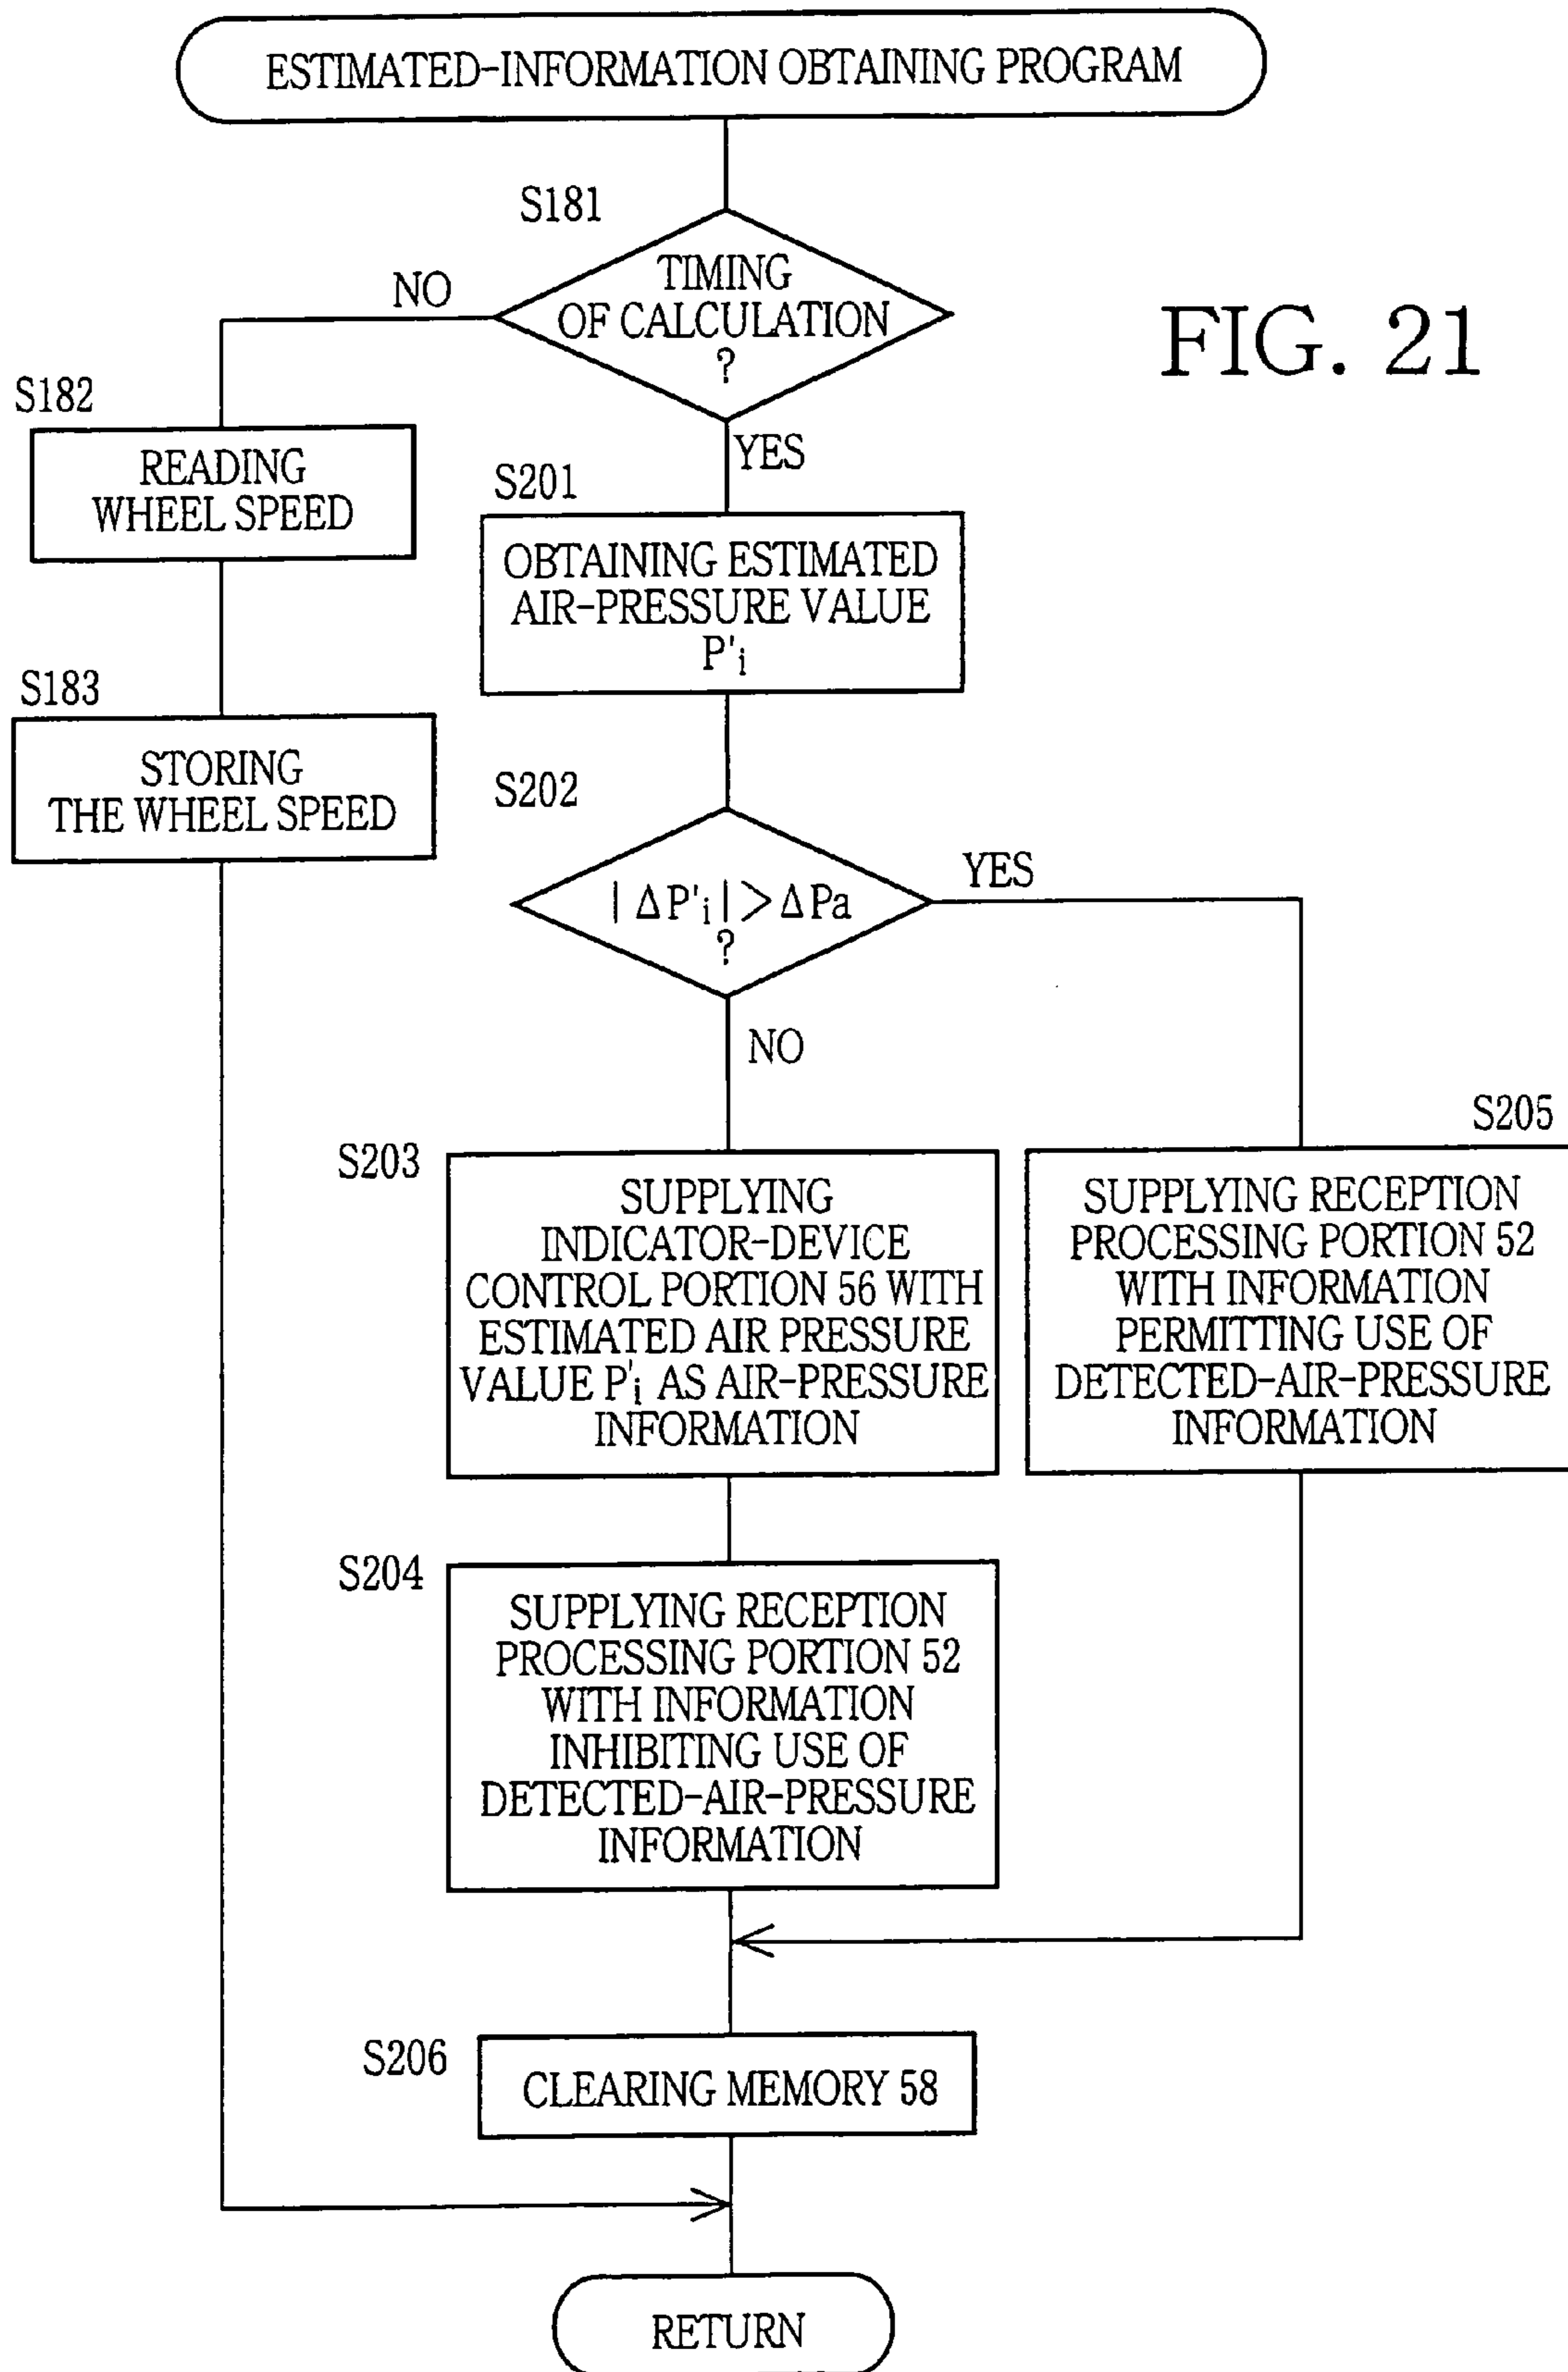 ESTIMATED-INFORMATION OBTAINING PROGRAM
S181
TIMING
OF CALCULATION
?
NO
FIG. 21
S182
READING
WHEEL SPEED
YES
S201
OBTAINING ESTIMATED
AIR-PRESSURE VALUE
P'i
S183
STORING
THE WHEEL SPEED
S202
| ΔP'i | > ΔPa
?
YES
NO
S203
SUPPLYING
INDICATOR-DEVICE
CONTROL PORTION 56 WITH
ESTIMATED AIR PRESSURE
VALUE P'i AS AIR-PRESSURE
INFORMATION
S205
SUPPLYING RECEPTION
PROCESSING PORTION 52
WITH INFORMATION
PERMITTING USE OF
DETECTED-AIR-PRESSURE
INFORMATION
S204
SUPPLYING RECEPTION
PROCESSING PORTION 52
WITH INFORMATION
INHIBITING USE OF
DETECTED-AIR-PRESSURE
INFORMATION
S206
CLEARING MEMORY 58
RETURN